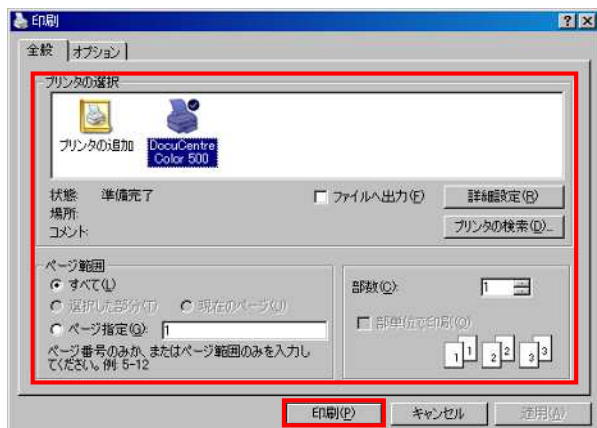 印刷
全般
オプション
プリンタの選択
プリンタの追加
DocuCentre
Color 500
状態: 準備完了
場所:
コメント:
ファイルへ出力(F)
詳細設定(R)
プリンタの検索(D)...
ページ範囲
すべて(L)
選択した部分(T)
現在のページ(U)
ページ指定(G):
1
ページ番号のみか、またはページ範囲のみを入力し
てください。例: 5-12
部数(C):
1
部単位で印刷(O)
1 1 2 2 3 3
印刷(P)
キャンセル
適用(A)